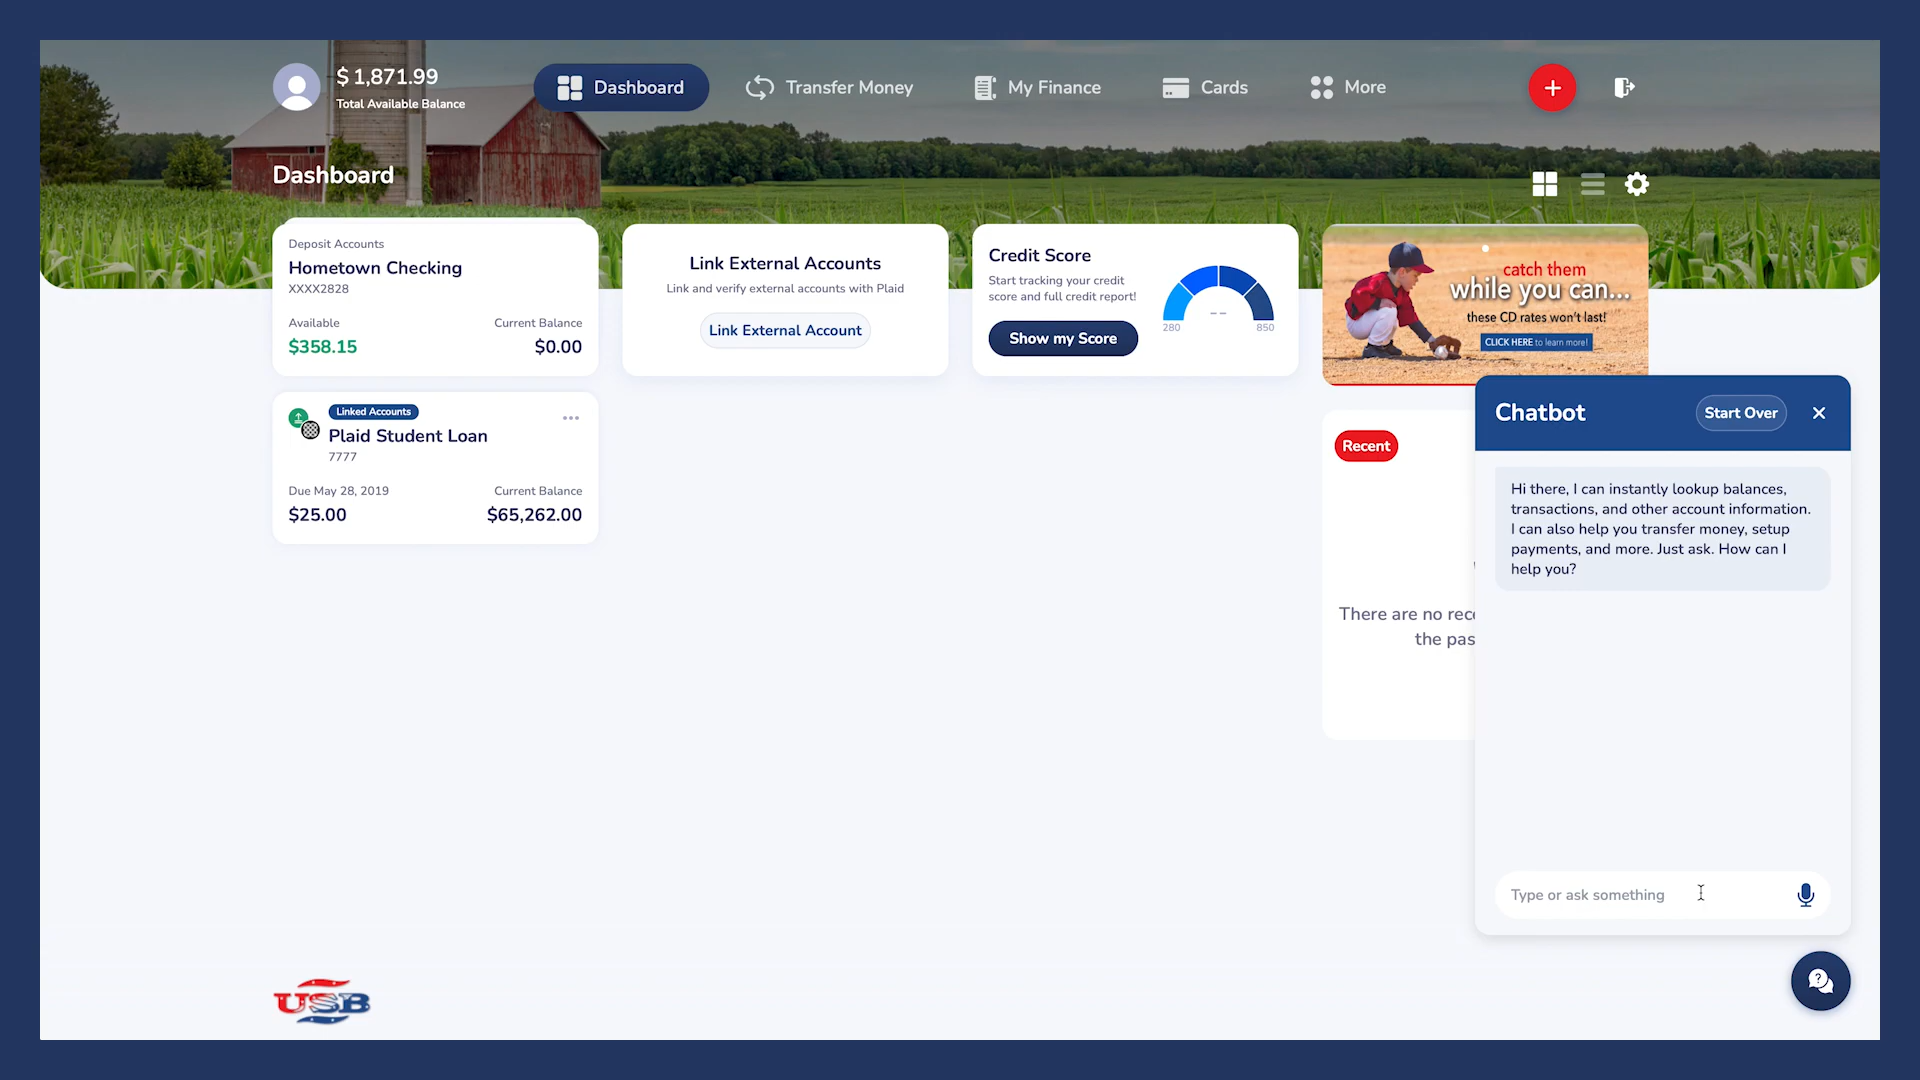 $ 1,871.99
Total Available Balance
Dashboard
Transfer Money
My Finance
Cards
More
Dashboard
Deposit Accounts
Hometown Checking
XXXX2828
Available
Current Balance
$358.15
$0.00
Link External Accounts
Link and verify external accounts with Plaid
Link External Account
Credit Score
Start tracking your credit
score and full credit report!
Show my Score
--
280
850
catch them
while you can...
these CD rates won't last!
CLICK HERE to learn more!
Linked Accounts
Plaid Student Loan
7777
Due May 28, 2019
Current Balance
$25.00
$65,262.00
Recent
There are no rec
the pas
Chatbot
Start Over
Hi there, I can instantly lookup balances,
transactions, and other account information.
I can also help you transfer money, setup
payments, and more. Just ask. How can I
help you?
Type or ask something
USB